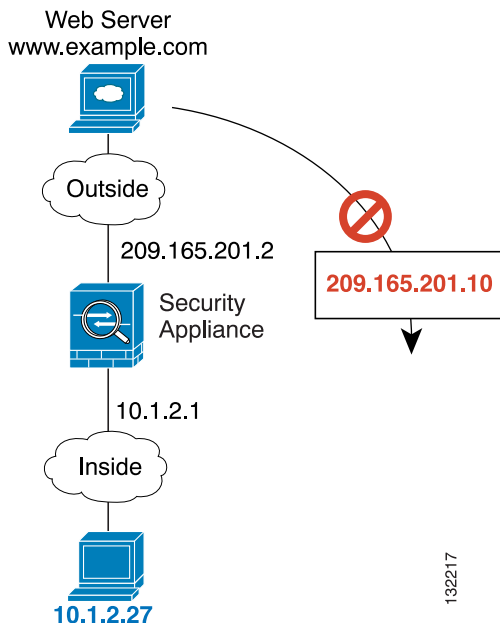 Web Server
www.example.com
Outside
209.165.201.2
209.165.201.10
Security
Appliance
10.1.2.1
Inside
10.1.2.27
132217